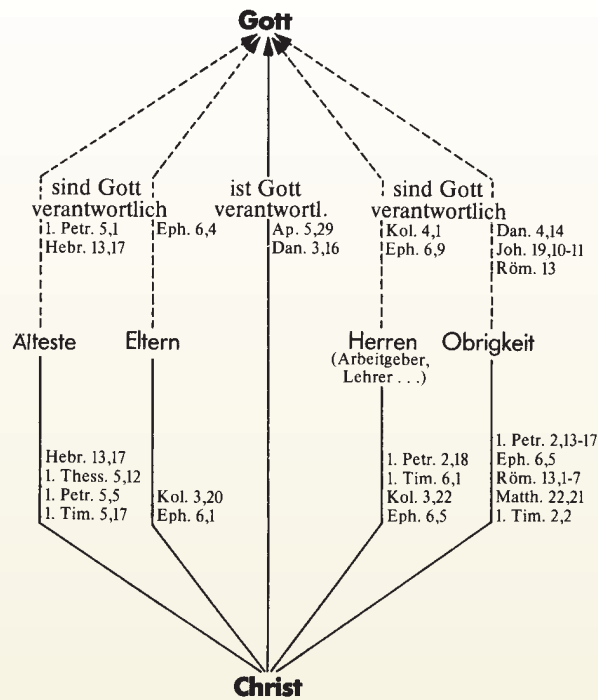 Gott
sind Gott
verantwortlich
1. Petr. 5,1
Hebr. 13,17
Eph. 6,4
ist Gott
verantwortl.
Ap. 5,29
Dan. 3,16
sind Gott
verantwortlich
Kol. 4,1
Eph. 6,9
Dan. 4,14
Joh. 19,10-11
Röm. 13
Älteste
Eltern
Herren
(Arbeitgeber,
Lehrer . . .)
Obrigkeit
Hebr. 13,17
1. Thess. 5,12
1. Petr. 5,5
1. Tim. 5,17
Kol. 3,20
Eph. 6,1
1. Petr. 2,18
1. Tim. 6,1
Kol. 3,22
Eph. 6,5
1. Petr. 2,13-17
Eph. 6,5
Röm. 13,1-7
Matth. 22,21
1. Tim. 2,2
Christ